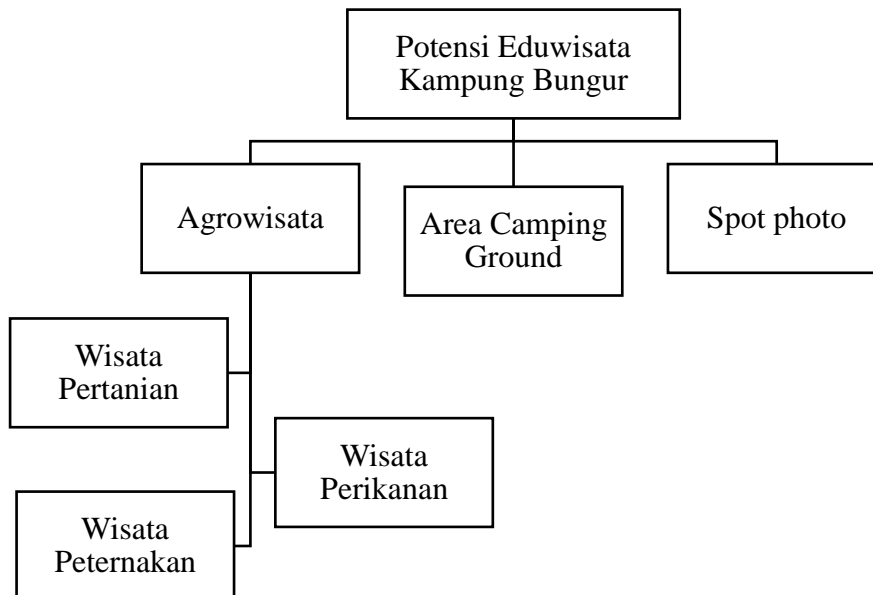 Potensi Eduwisata
Kampung Bungur
Agrowisata
Area Camping
Ground
Spot photo
Wisata
Pertanian
Wisata
Perikanan
Wisata
Peternakan